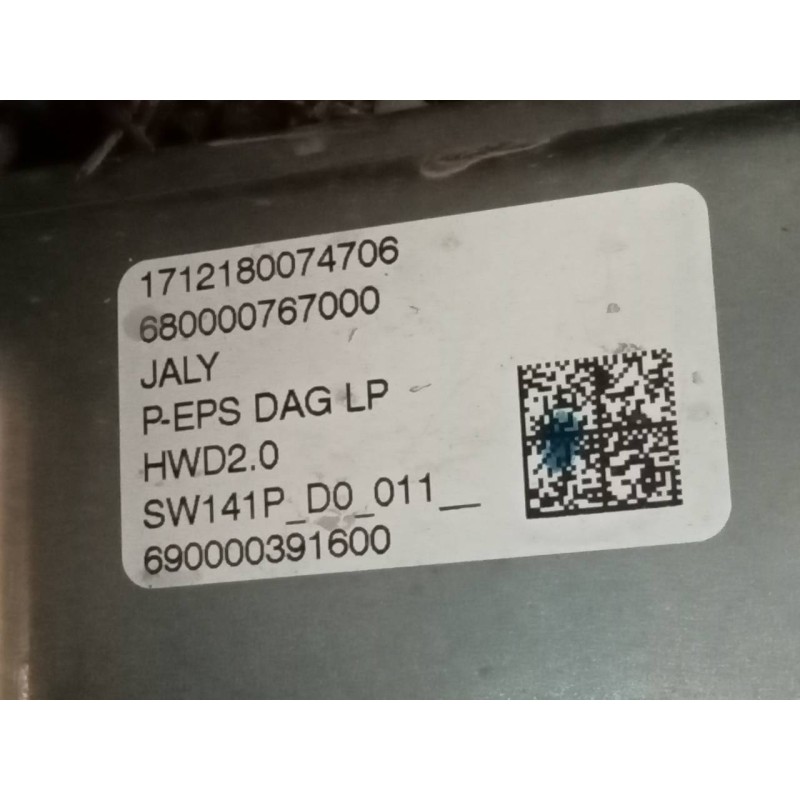 1712180074706
680000767000
JALY
P-EPS DAG LP
HWD2.0
SW141P_D0_011__
690000391600